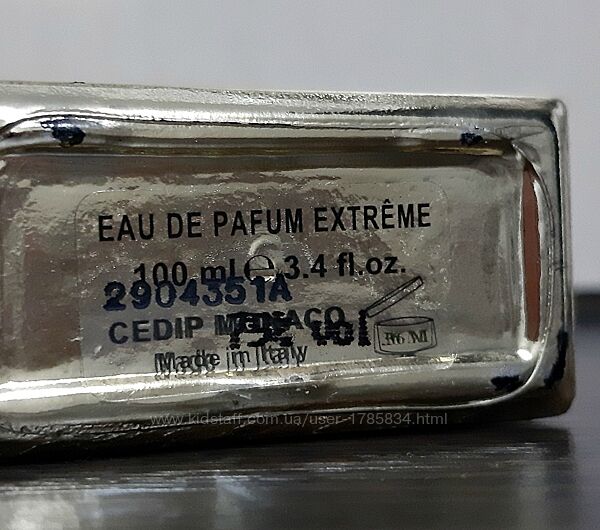 EAU DE PAFUM EXTRÊME
100 ml e 3.4 fl.oz.
2904351A
CEDIP MONACO
Made in Italy
www.kidstaff.com.ua/user-1785834.html